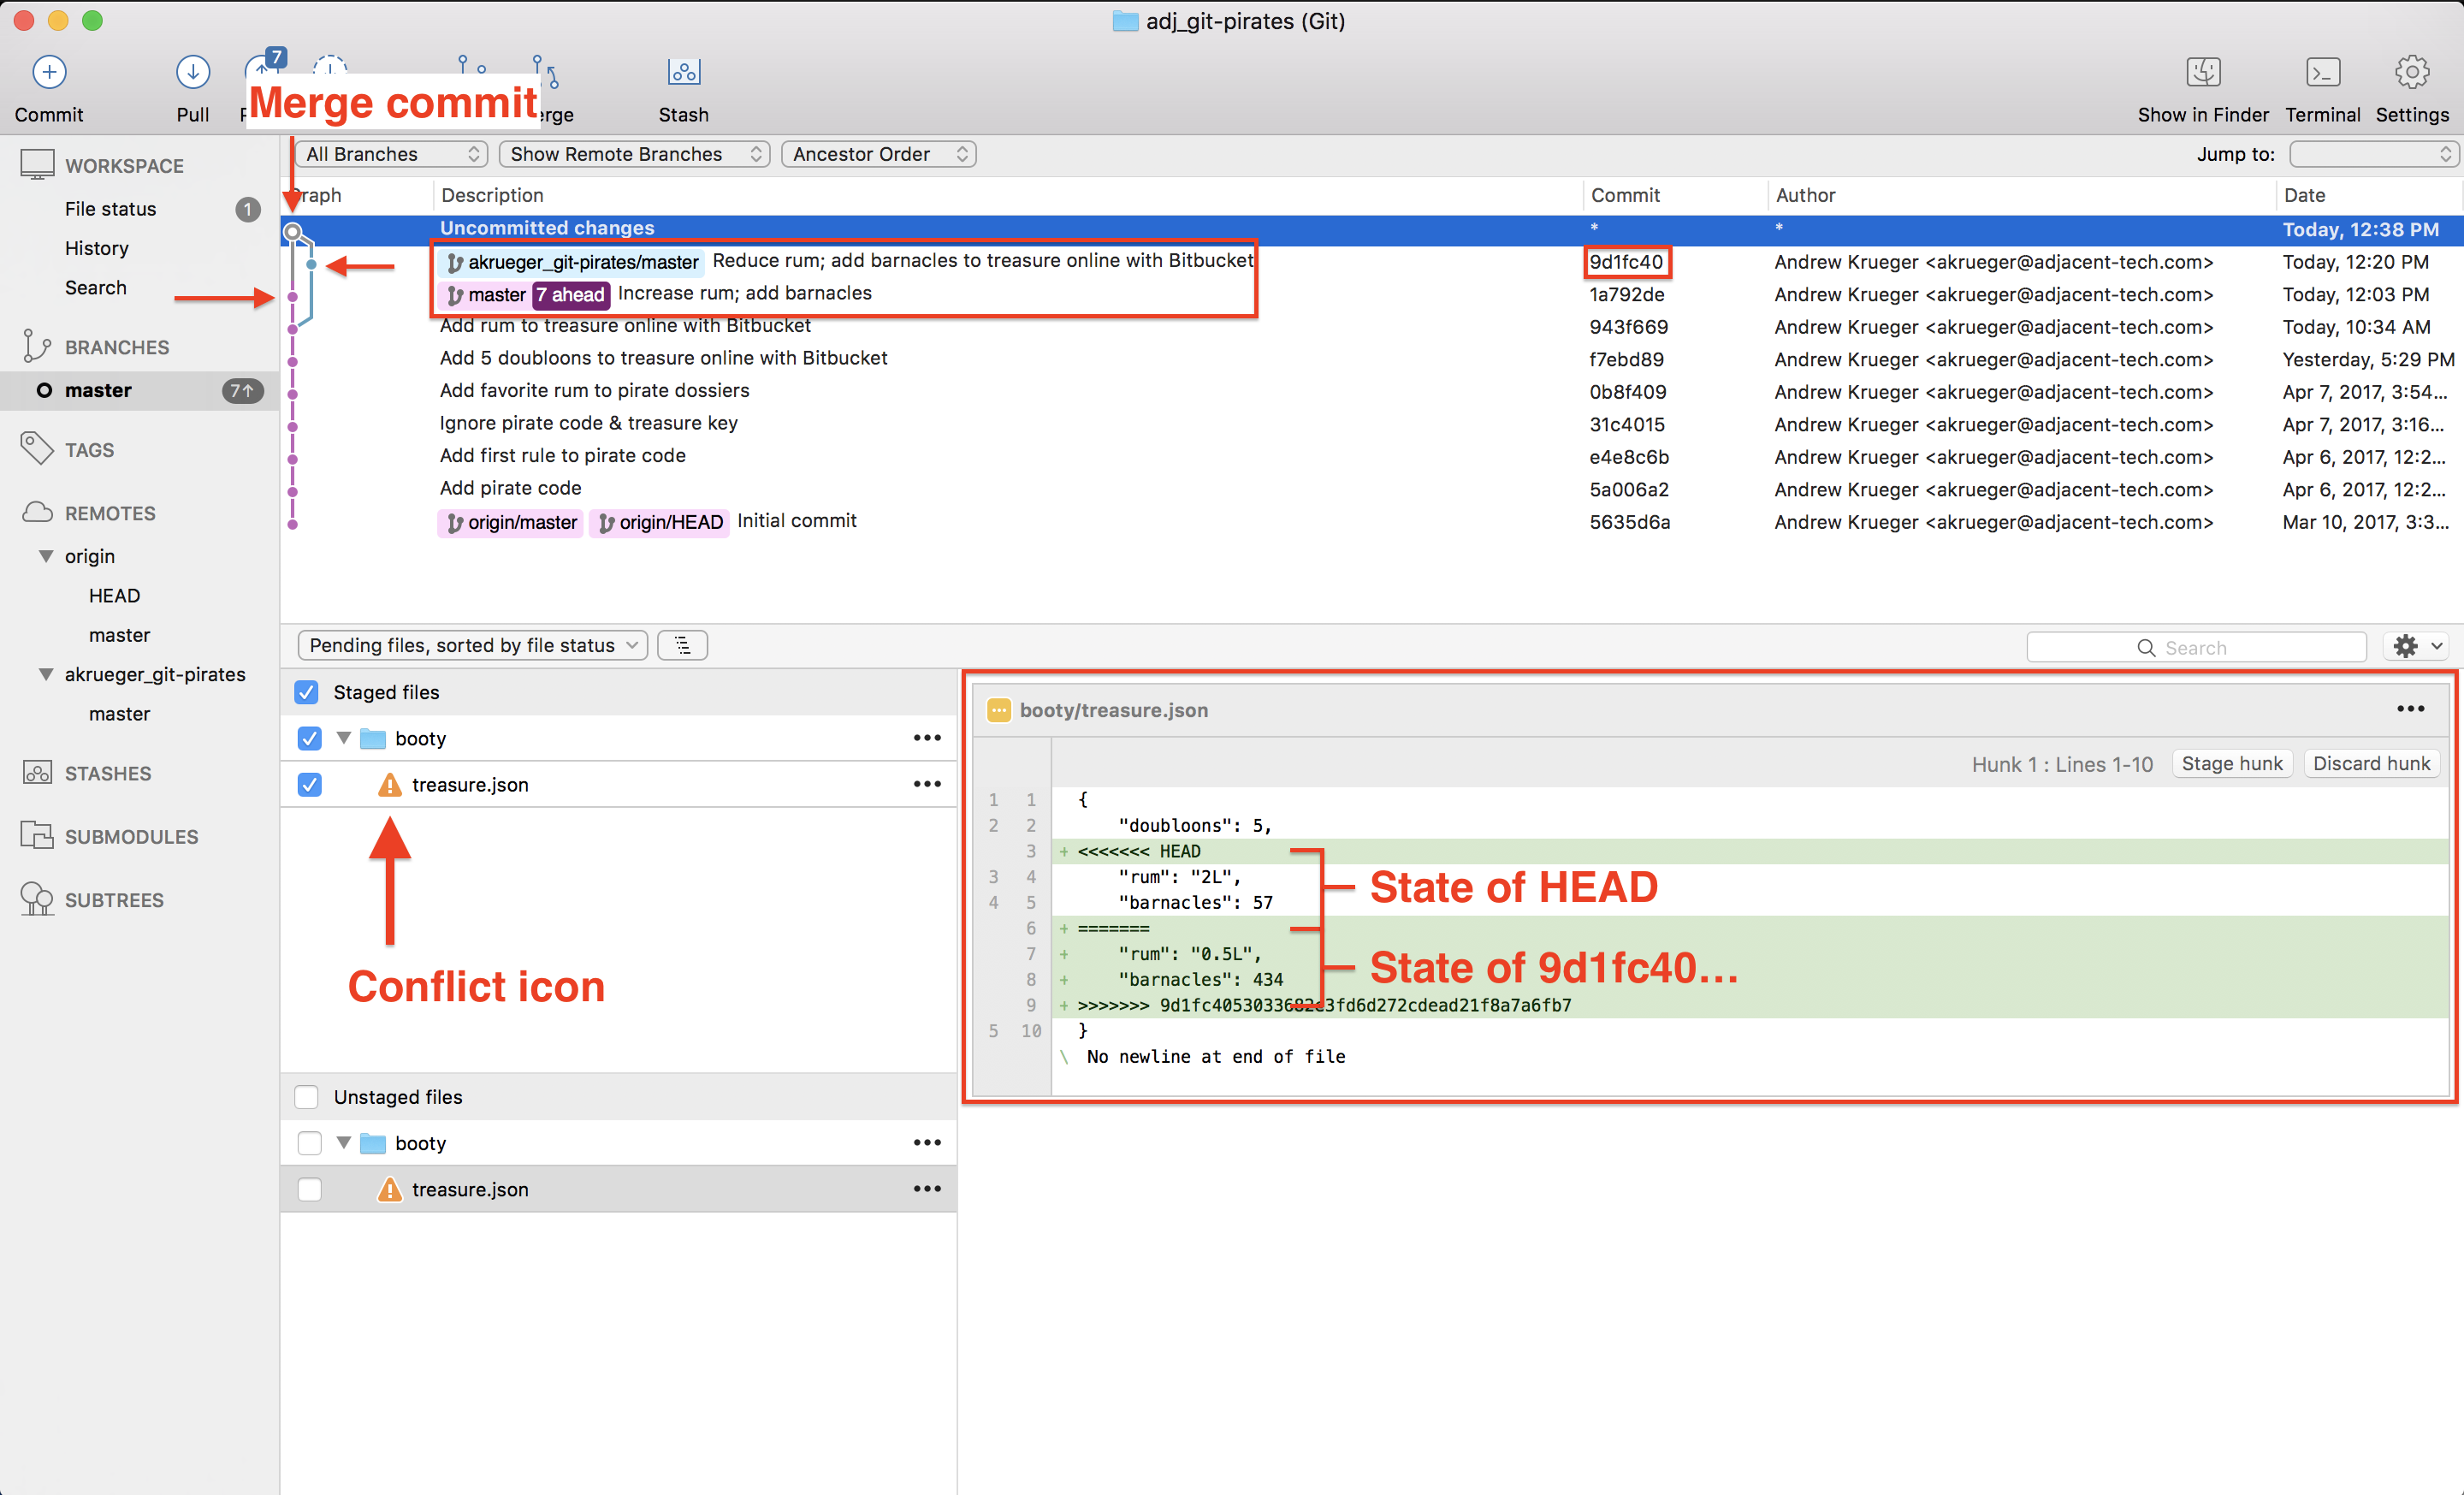 adj_git-pirates (Git)
7
Commit
Pull
Merge commit
Stash
Show in Finder
Terminal
Settings
WORKSPACE
File status 1
History
Search
BRANCHES
master 7↑
TAGS
REMOTES
origin
HEAD
master
akrueger_git-pirates
master
STASHES
SUBMODULES
SUBTREES
All Branches Show Remote Branches Ancestor Order Jump to:
Description Commit Author Date
Uncommitted changes * * Today, 12:38 PM
akrueger_git-pirates/master Reduce rum; add barnacles to treasure online with Bitbucket 9d1fc40 Andrew Krueger <akrueger@adjacent-tech.com> Today, 12:20 PM
master 7 ahead Increase rum; add barnacles 1a792de Andrew Krueger <akrueger@adjacent-tech.com> Today, 12:03 PM
Add rum to treasure online with Bitbucket 943f669 Andrew Krueger <akrueger@adjacent-tech.com> Today, 10:34 AM
Add 5 doubloons to treasure online with Bitbucket f7ebd89 Andrew Krueger <akrueger@adjacent-tech.com> Yesterday, 5:29 PM
Add favorite rum to pirate dossiers 0b8f409 Andrew Krueger <akrueger@adjacent-tech.com> Apr 7, 2017, 3:54...
Ignore pirate code & treasure key 31c4015 Andrew Krueger <akrueger@adjacent-tech.com> Apr 7, 2017, 3:16...
Add first rule to pirate code e4e8c6b Andrew Krueger <akrueger@adjacent-tech.com> Apr 6, 2017, 12:2...
Add pirate code 5a006a2 Andrew Krueger <akrueger@adjacent-tech.com> Apr 6, 2017, 12:2...
origin/master origin/HEAD Initial commit 5635d6a Andrew Krueger <akrueger@adjacent-tech.com> Mar 10, 2017, 3:3...
Pending files, sorted by file status Search
Staged files
booty •••
treasure.json •••
Conflict icon
Unstaged files
booty •••
treasure.json •••
booty/treasure.json •••
Hunk 1 : Lines 1-10 Stage hunk Discard hunk
1 1 {
2 2 "doubloons": 5,
3 + <<<<<<< HEAD
3 4 "rum": "2L",
4 5 "barnacles": 57
State of HEAD
6 + =======
7 + "rum": "0.5L",
8 + "barnacles": 434
State of 9d1fc40...
9 + >>>>>>> 9d1fc4053033682c3fd6d272cdead21f8a7a6fb7
5 10 }
\ No newline at end of file